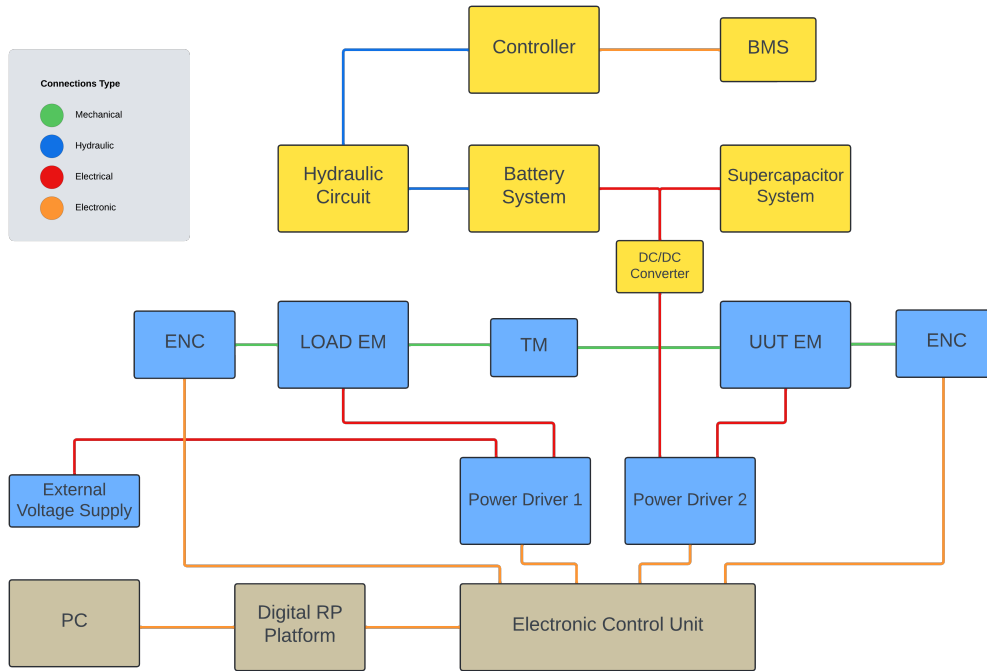 Controller
BMS
Connections Type
Mechanical
Hydraulic
Electrical
Electronic
Hydraulic
Circuit
Battery
System
Supercapacitor
System
DC/DC
Converter
ENC
LOAD EM
TM
UUT EM
ENC
External
Voltage Supply
Power Driver 1
Power Driver 2
PC
Digital RP
Platform
Electronic Control Unit